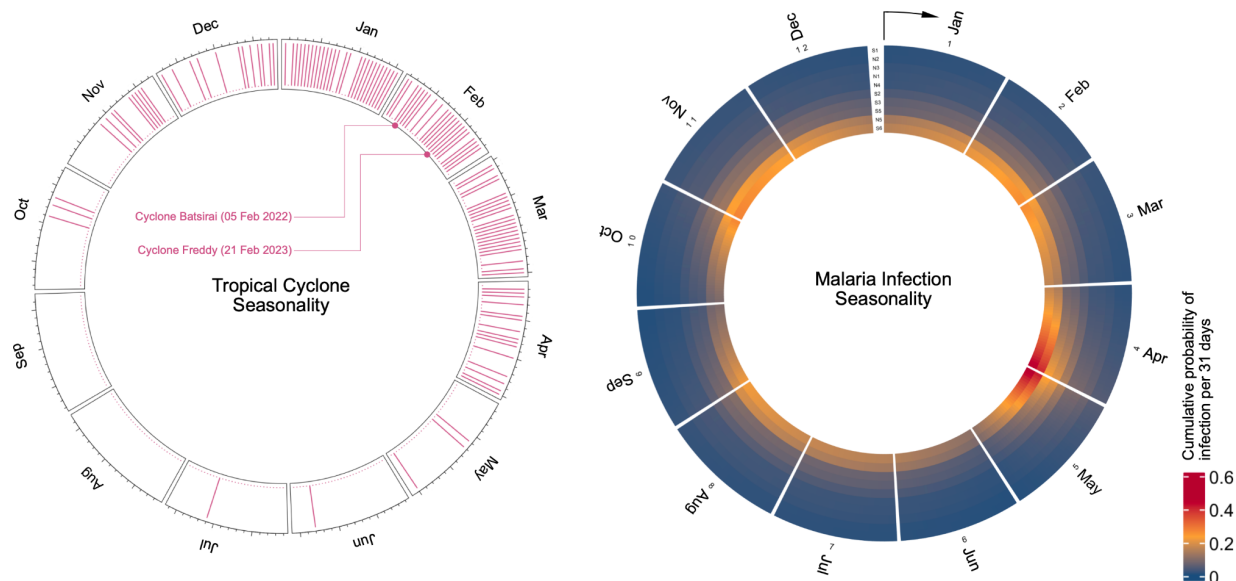 Jan
Feb
Mar
Apr
May
Jun
Jul
Aug
Sep
Oct
Nov
Dec
Cyclone Batsirai (05 Feb 2022)
Cyclone Freddy (21 Feb 2023)
Tropical Cyclone
Seasonality
Jan
1
Feb
2
Mar
3
Apr
4
May
5
Jun
6
Jul
7
Aug
8
Sep
9
Oct
10
Nov
11
Dec
12
S1
N2
N3
N1
N4
S2
S3
S5
N5
S6
Malaria Infection
Seasonality
Cumulative probability of
infection per 31 days
0.6
0.4
0.2
0